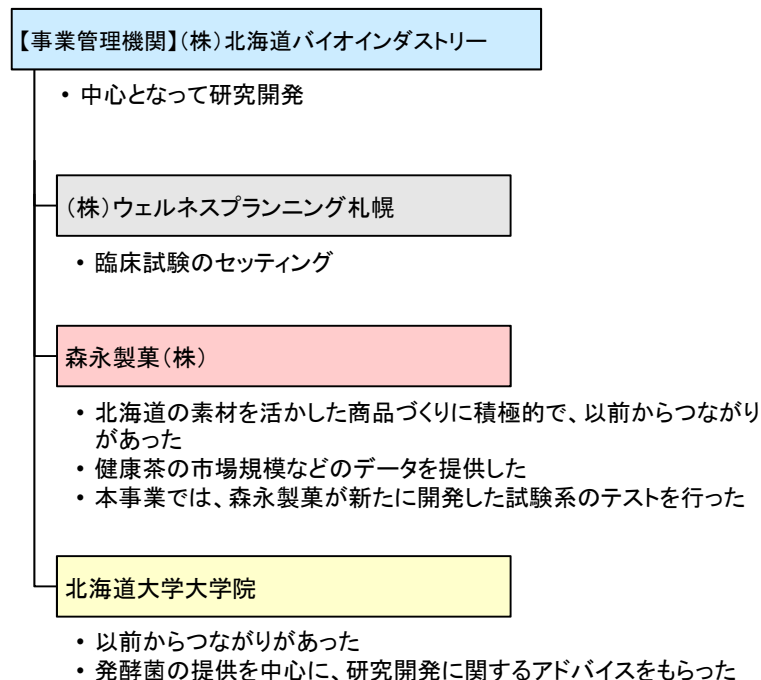 【事業管理機関】(株)北海道バイオインダストリー
• 中心となって研究開発
(株)ウェルネスプランニング札幌
• 臨床試験のセッティング
森永製菓(株)
• 北海道の素材を活かした商品づくりに積極的で、以前からつながり
があった
• 健康茶の市場規模などのデータを提供した
• 本事業では、森永製菓が新たに開発した試験系のテストを行った
北海道大学大学院
• 以前からつながりがあった
• 発酵菌の提供を中心に、研究開発に関するアドバイスをもらった